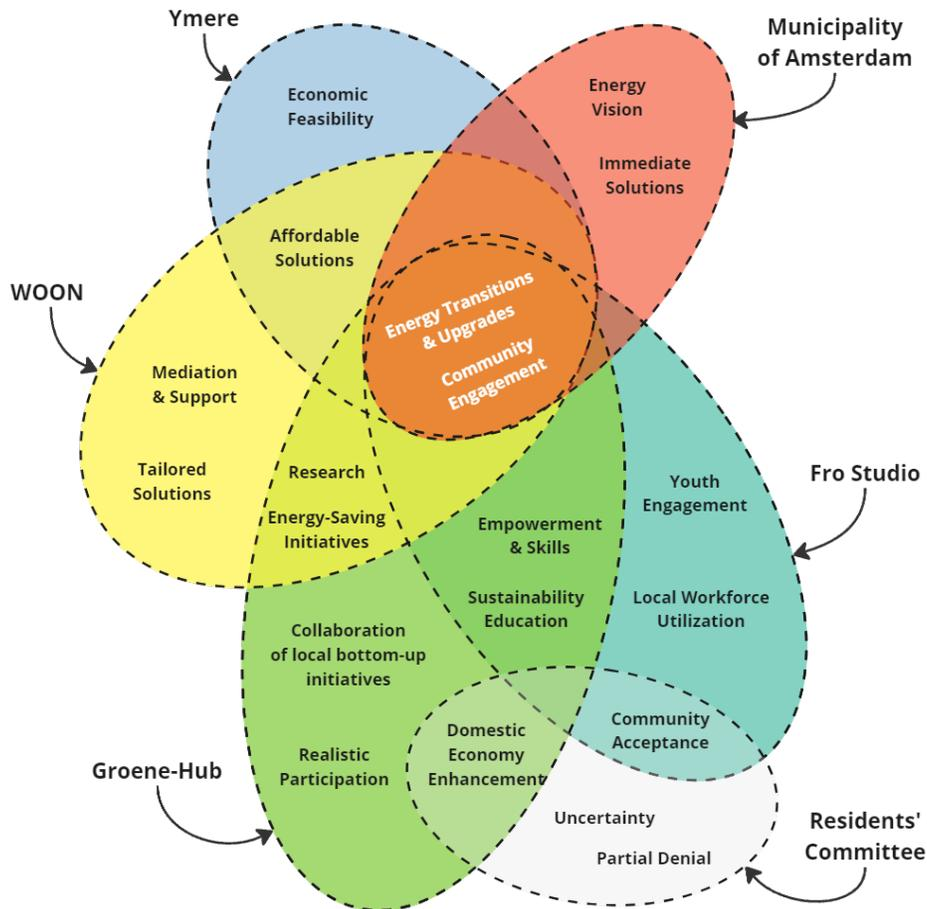 Ymere
Municipality
of Amsterdam
Economic
Feasibility
Energy
Vision
Immediate
Solutions
Affordable
Solutions
WOON
Energy Transitions
& Upgrades
Community
Engagement
Mediation
& Support
Tailored
Solutions
Research
Energy-Saving
Initiatives
Youth
Engagement
Fro Studio
Empowerment
& Skills
Sustainability
Education
Local Workforce
Utilization
Collaboration
of local bottom-up
initiatives
Realistic
Participation
Domestic
Economy
Enhancement
Community
Acceptance
Groene-Hub
Uncertainty
Partial Denial
Residents'
Committee